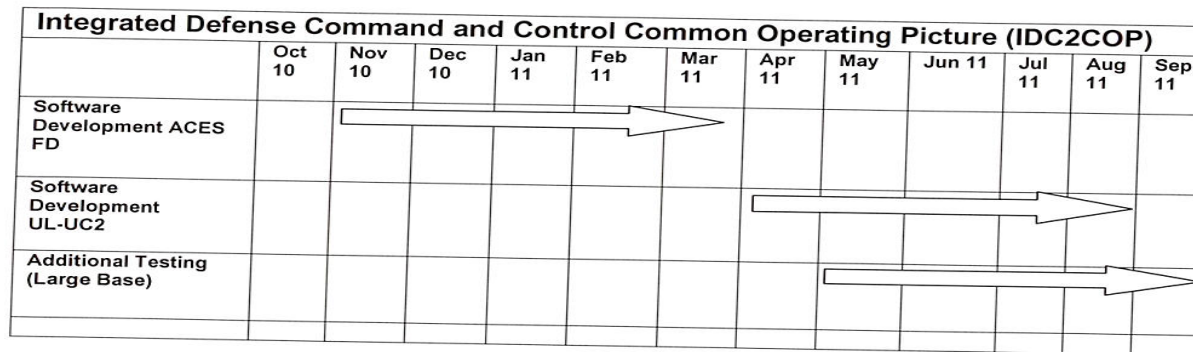 Integrated Defense Command and Control Common Operating Picture (IDC2COP)
Oct Nov Dec Jan Feb Mar Apr May Jun 11 Jul Aug Sep
10 10 10 11 11 11 11 11 11 11 11
Software
Development ACES
FD
Software
Development
UL-UC2
Additional Testing
(Large Base)